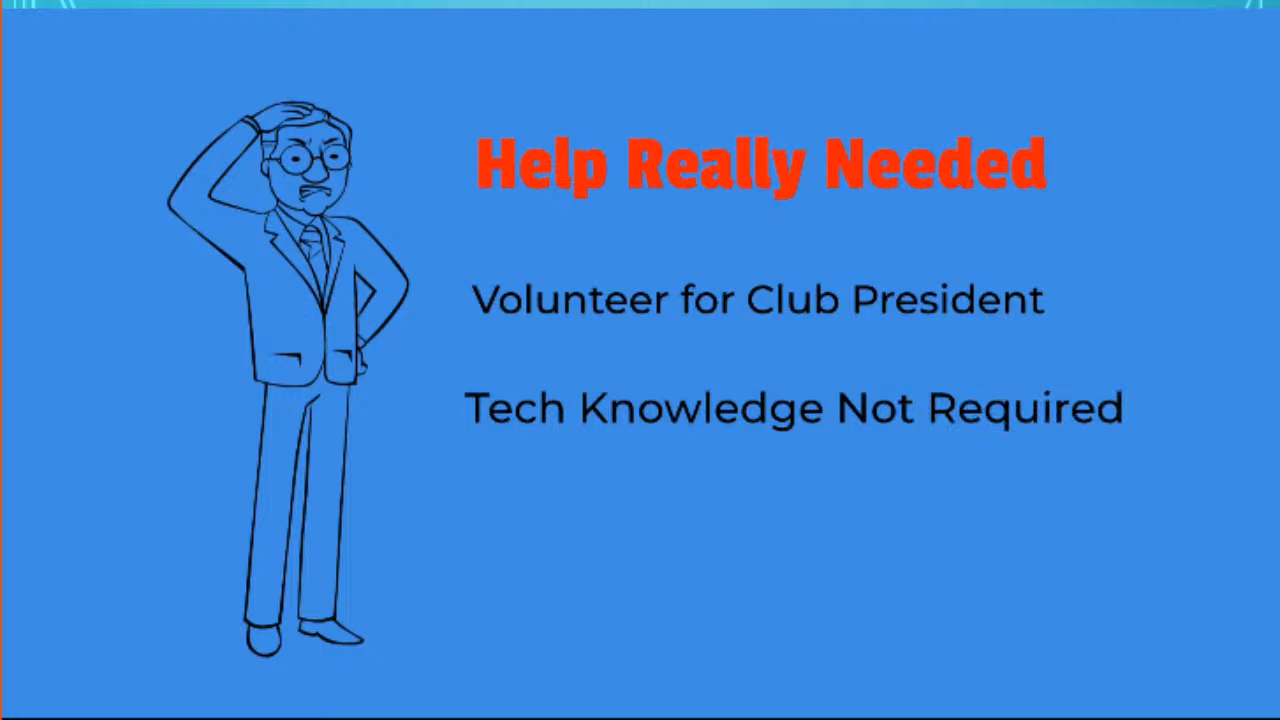 Help Really Needed
Volunteer for Club President
Tech Knowledge Not Required